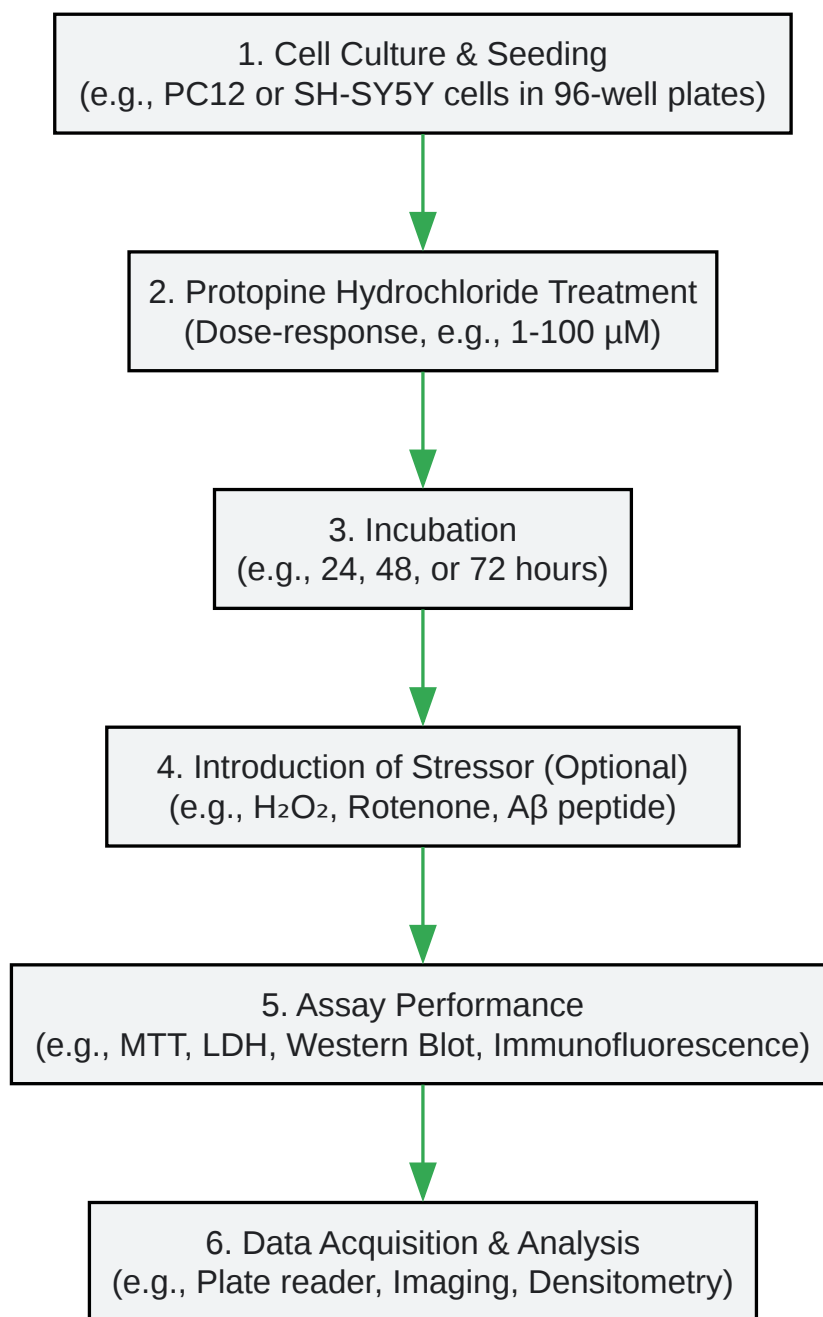 1. Cell Culture & Seeding
(e.g., PC12 or SH-SY5Y cells in 96-well plates)
2. Protopine Hydrochloride Treatment
(Dose-response, e.g., 1-100 µM)
3. Incubation
(e.g., 24, 48, or 72 hours)
4. Introduction of Stressor (Optional)
(e.g., H₂O₂, Rotenone, Aβ peptide)
5. Assay Performance
(e.g., MTT, LDH, Western Blot, Immunofluorescence)
6. Data Acquisition & Analysis
(e.g., Plate reader, Imaging, Densitometry)